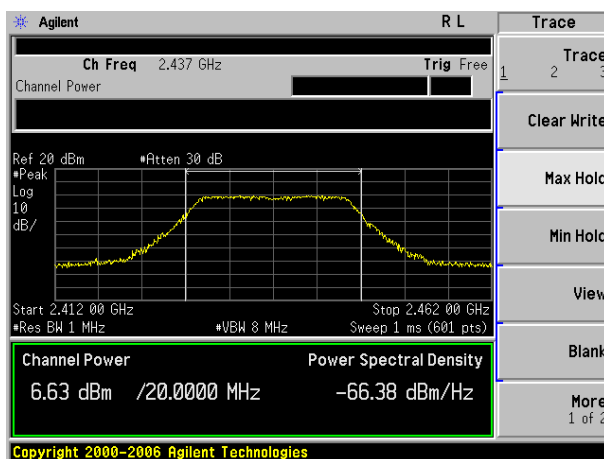 Agilent R L Trace
Ch Freq 2.437 GHz Trig Free
Channel Power
Trace
1 2 3
Clear Write
Max Hold
Min Hold
View
Blank
More
1 of 2
Ref 20 dBm #Atten 30 dB
#Peak
Log
10
dB/
Start 2.412 00 GHz Stop 2.462 00 GHz
#Res BW 1 MHz #VBW 8 MHz Sweep 1 ms (601 pts)
Channel Power Power Spectral Density
6.63 dBm /20.0000 MHz -66.38 dBm/Hz
Copyright 2000-2006 Agilent Technologies